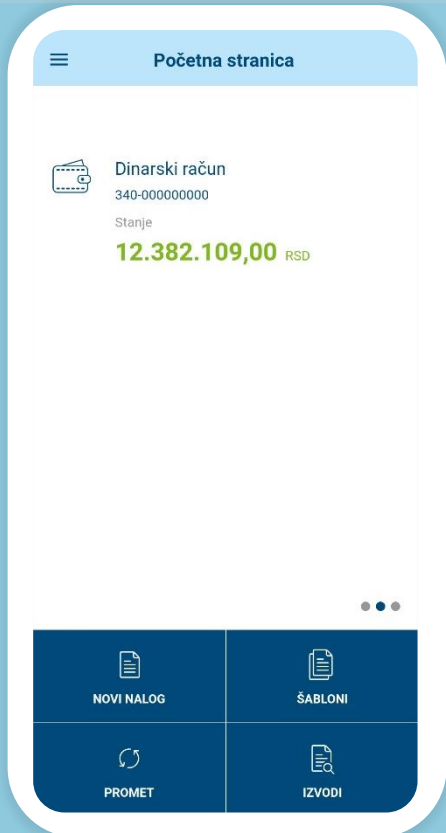 Početna stranica
Dinarski račun
340-000000000
Stanje
12.382.109,00 RSD
NOVI NALOG
ŠABLONI
PROMET
IZVODI